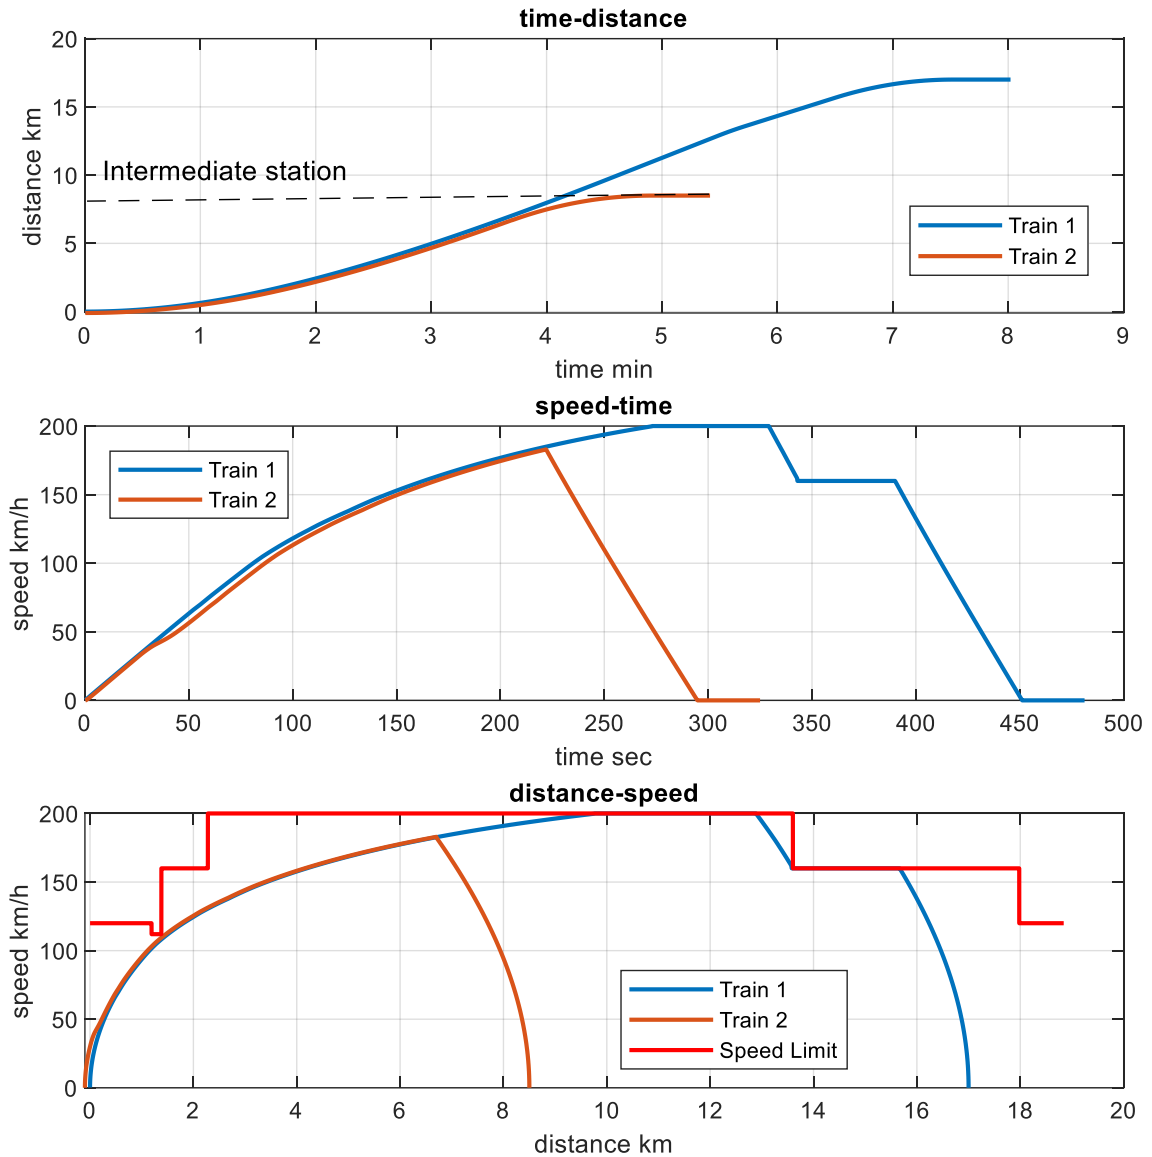 time-distance
20
15
10
5
0
distance km
Intermediate station
Train 1
Train 2
0 1 2 3 4 5 6 7 8 9
time min
speed-time
200
150
100
50
0
speed km/h
Train 1
Train 2
0 50 100 150 200 250 300 350 400 450 500
time sec
distance-speed
200
150
100
50
0
speed km/h
Train 1
Train 2
Speed Limit
0 2 4 6 8 10 12 14 16 18 20
distance km